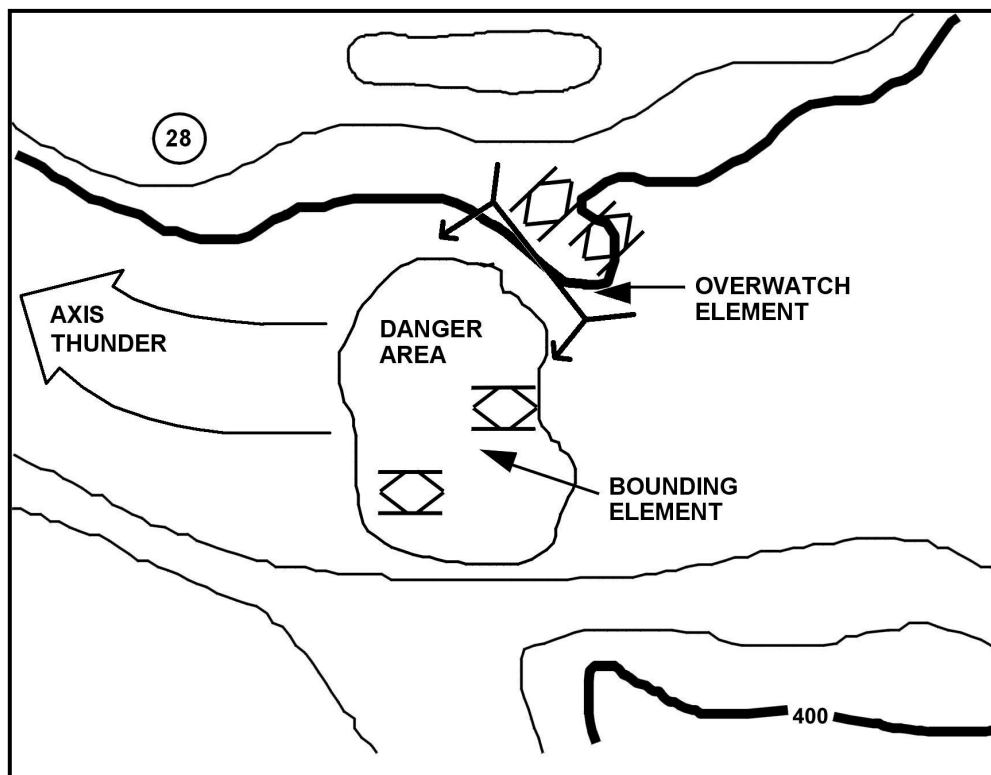 28
AXIS
THUNDER
DANGER
AREA
OVERWATCH
ELEMENT
BOUNDING
ELEMENT
400